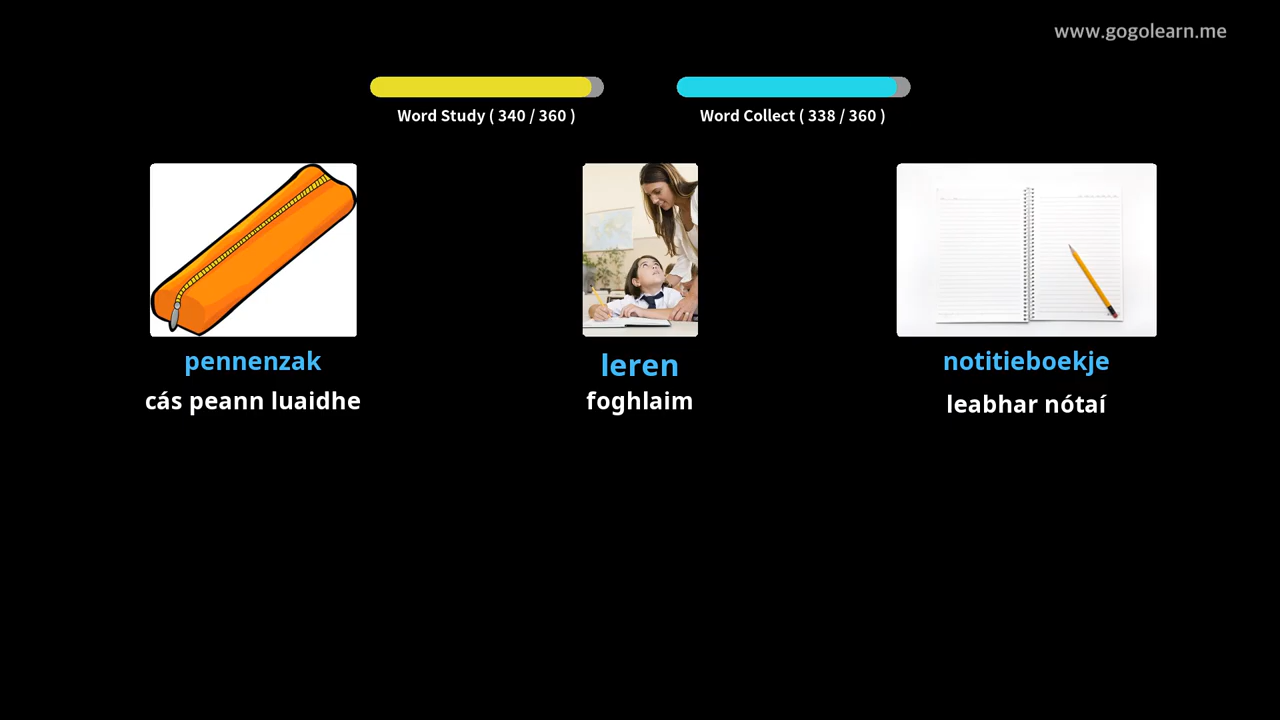 www.gogolearn.me
Word Study ( 340 / 360 )
Word Collect ( 338 / 360 )
pennenzak
cás peann luaidhe
leren
foghlaim
notitieboekje
leabhar nótaí